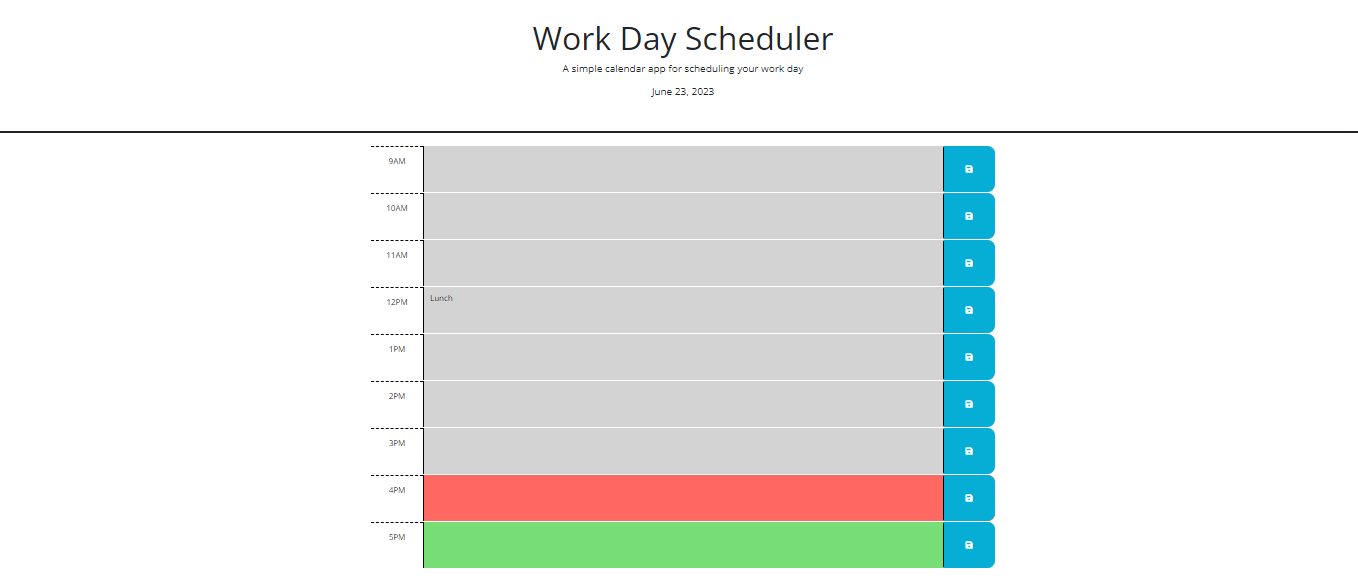 Work Day Scheduler
A simple calendar app for scheduling your work day
June 23, 2023
9AM
10AM
11AM
12PM
Lunch
1PM
2PM
3PM
4PM
5PM